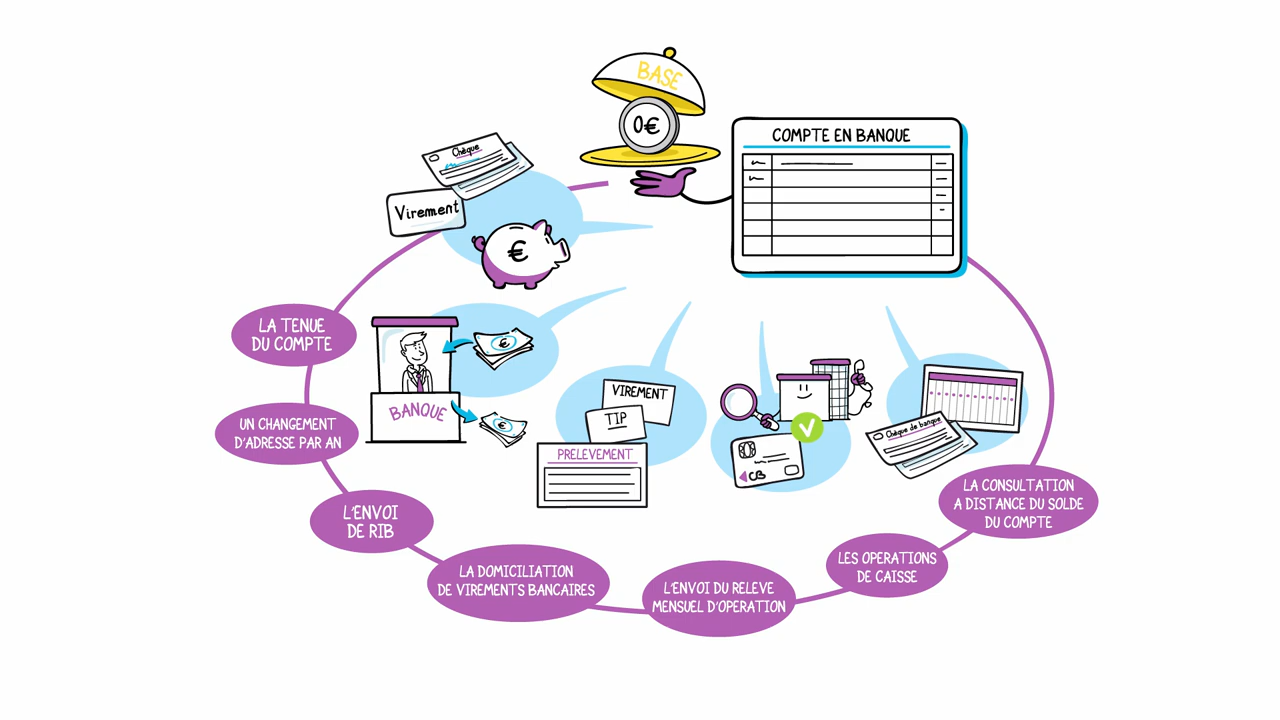 BASE
0€
COMPTE EN BANQUE
Chèque
Virement
€
LA TENUE
DU COMPTE
€
BANQUE
€
UN CHANGEMENT
D'ADRESSE PAR AN
L'ENVOI
DE RIB
VIREMENT
TIP
PRELEVEMENT
CB
Chèque de banque
LA DOMICILIATION
DE VIREMENTS BANCAIRES
L'ENVOI DU RELEVE
MENSUEL D'OPERATION
LES OPERATIONS
DE CAISSE
LA CONSULTATION
A DISTANCE DU SOLDE
DU COMPTE